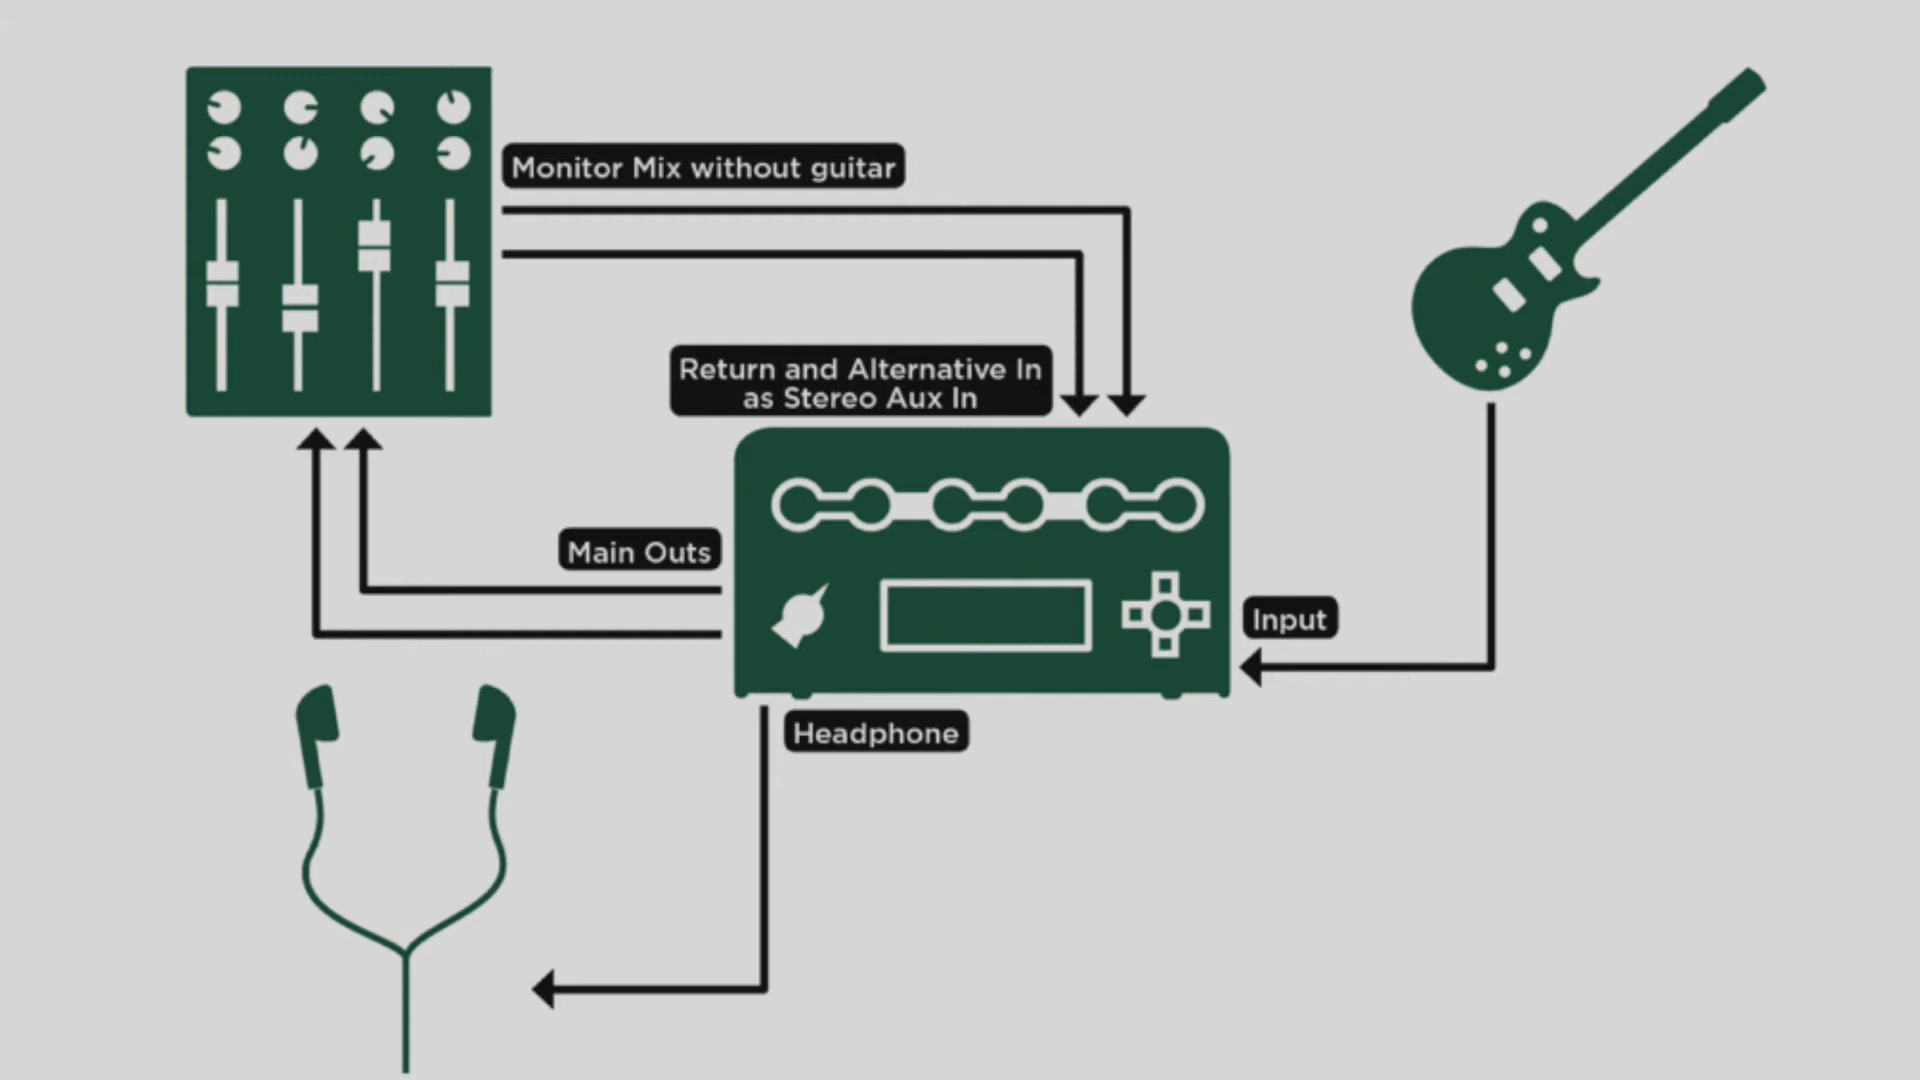 Monitor Mix without guitar
Return and Alternative In
as Stereo Aux In
Main Outs
Input
Headphone